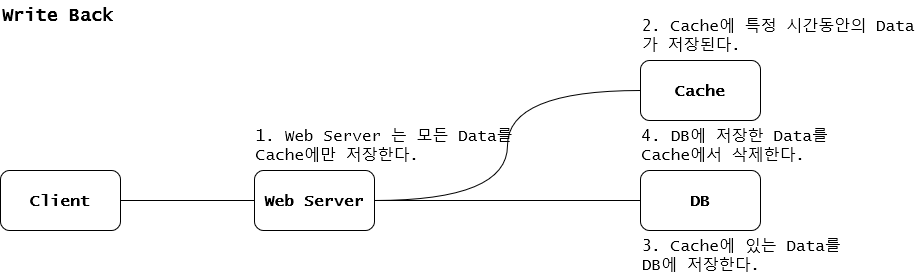 Write Back
2. Cache에 특정 시간동안의 Data
가 저장된다.
Cache
1. Web Server 는 모든 Data를
Cache에만 저장한다.
4. DB에 저장한 Data를
Cache에서 삭제한다.
Client
Web Server
DB
3. Cache에 있는 Data를
DB에 저장한다.